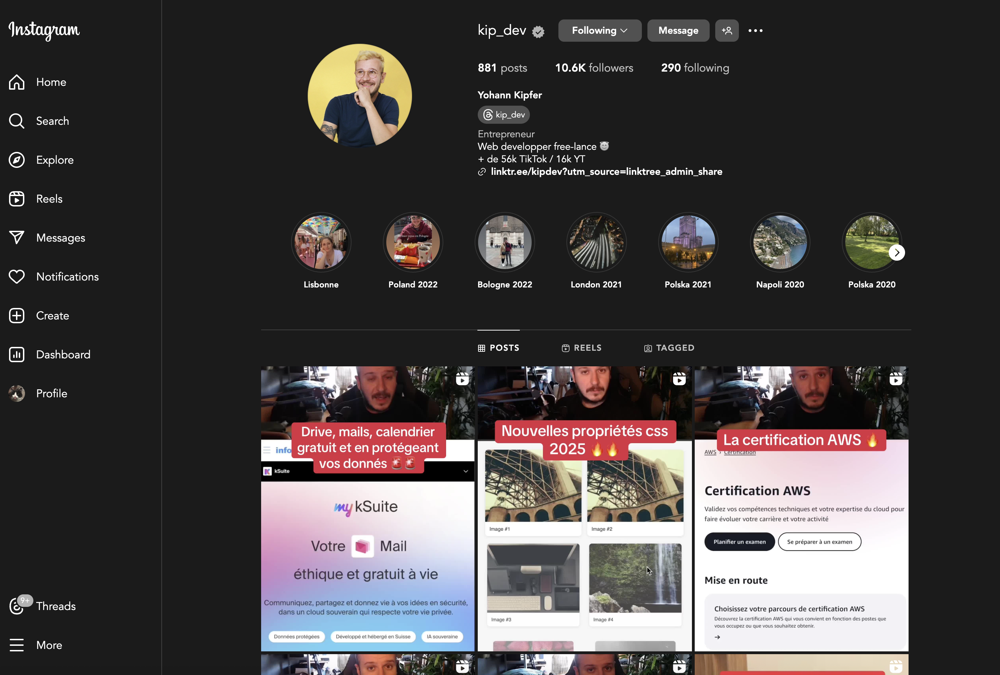 Instagram
Home
Search
Explore
Reels
Messages
Notifications
Create
Dashboard
Profile
9+
Threads
More
kip_dev
Following
Message
881 posts
10.6K followers
290 following
Yohann Kipfer
kip_dev
Entrepreneur
Web developper free-lance 😇
+ de 56k TikTok / 16k YT
linktr.ee/kipdev?utm_source=linktree_admin_share
Premier repas en Pologne
Lisbonne
Poland 2022
Bologne 2022
London 2021
Polska 2021
Napoli 2020
Polska 2020
POSTS
REELS
TAGGED
Drive, mails, calendrier
gratuit et en protégeant
vos donnés 🚨🚨
info
kSuite
my kSuite
Votre Mail
éthique et gratuit à vie
Communiquez, partagez et donnez vie à vos idées en sécurité,
dans un cloud souverain qui respecte votre vie privée.
Données protégées
Développé et hébergé en Suisse
IA souveraine
Nouvelles propriétés css
2025 🔥🔥
Image #1
Image #2
Image #3
Image #4
La certification AWS 🔥
AWS › Certification
Certification AWS
Validez vos compétences techniques et votre expertise du cloud pour
faire évoluer votre carrière et votre activité
Planifier un examen
Se préparer à un examen
Mise en route
Choisissez votre parcours de certification AWS
Découvrez la certification AWS qui vous convient en fonction des postes que
vous occupez ou que vous souhaitez obtenir.
→